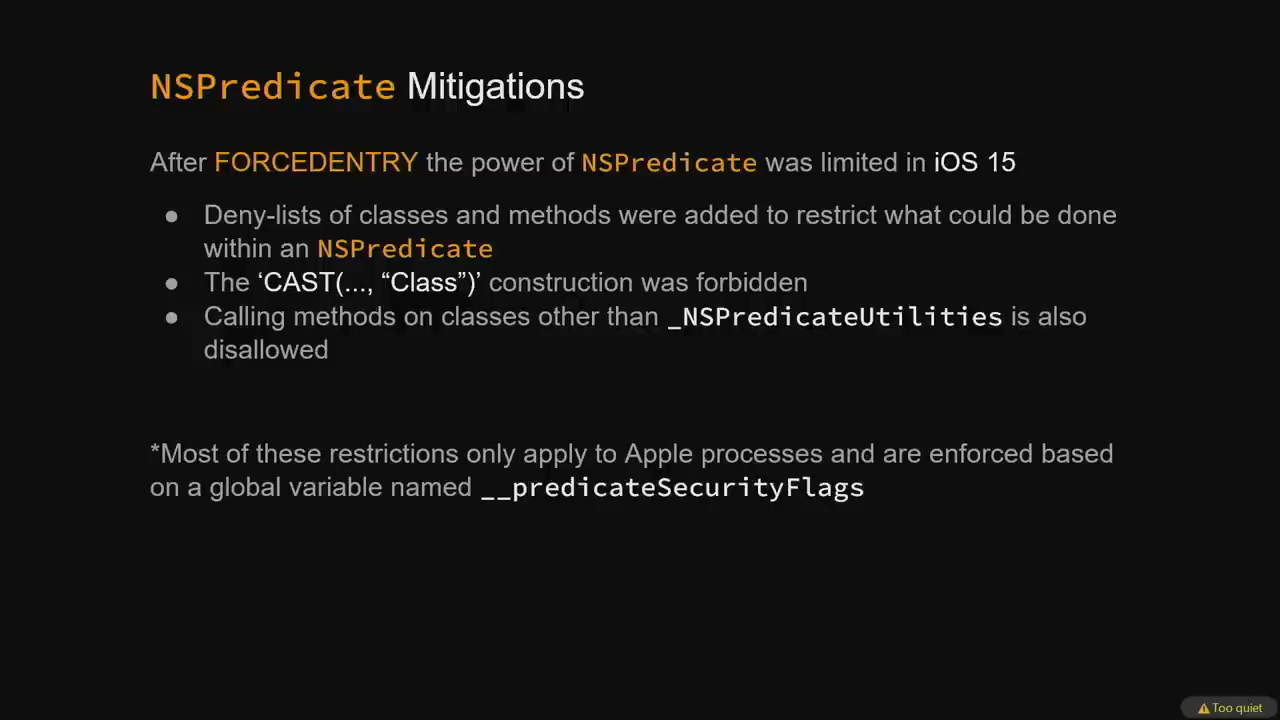 NSPredicate Mitigations
After FORCEDENTRY the power of NSPredicate was limited in iOS 15
● Deny-lists of classes and methods were added to restrict what could be done
within an NSPredicate
● The ‘CAST(..., “Class”)’ construction was forbidden
● Calling methods on classes other than _NSPredicateUtilities is also
disallowed
*Most of these restrictions only apply to Apple processes and are enforced based
on a global variable named __predicateSecurityFlags
Too quiet